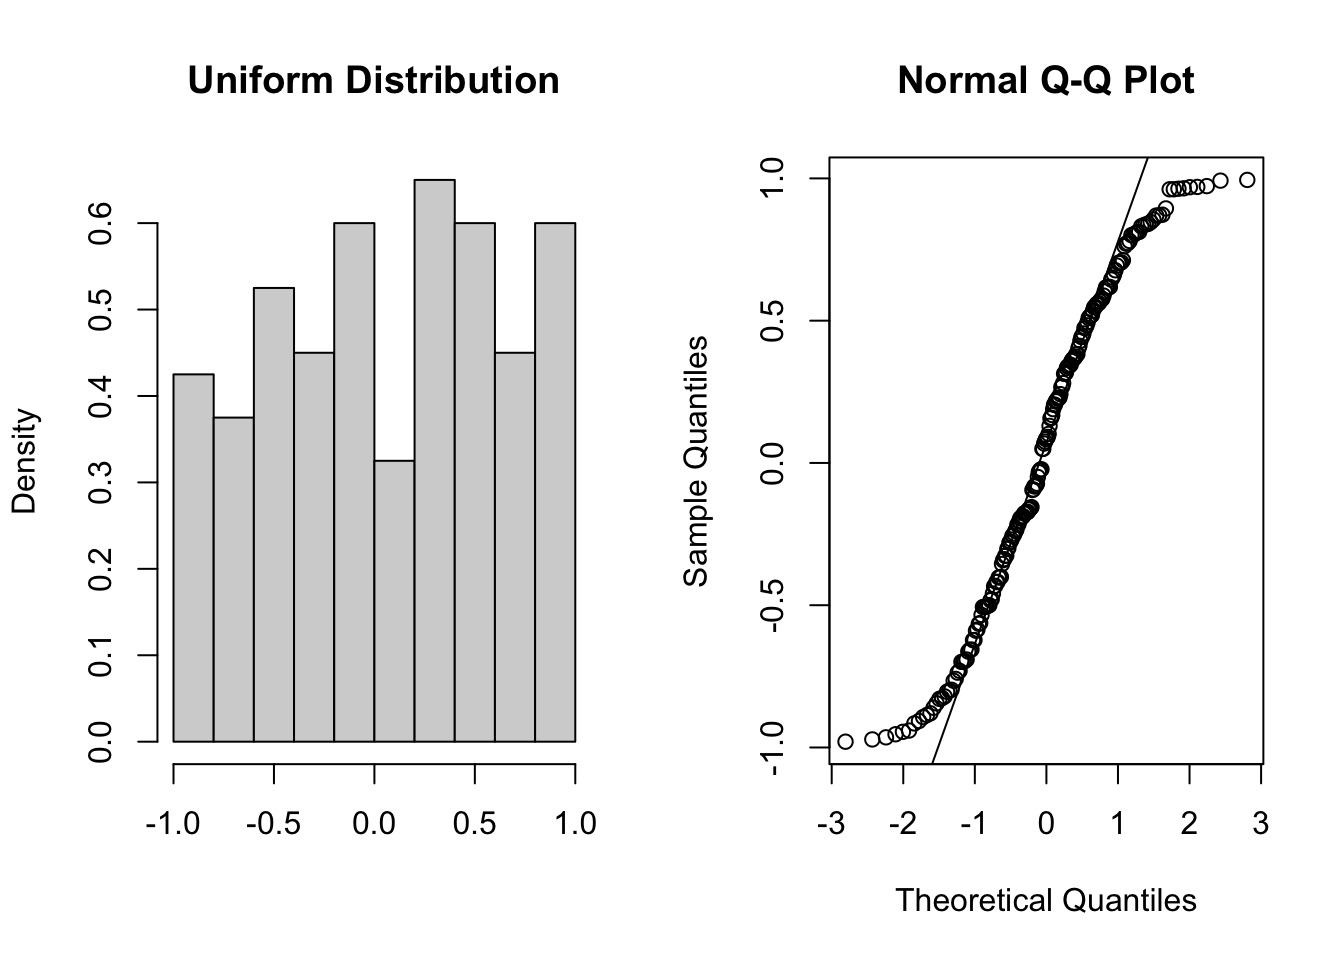 Uniform Distribution
Density
0.6
0.5
0.4
0.3
0.2
0.1
0.0
-1.0 -0.5 0.0 0.5 1.0
Normal Q-Q Plot
Sample Quantiles
1.0
0.5
0.0
-0.5
-1.0
-3 -2 -1 0 1 2 3
Theoretical Quantiles